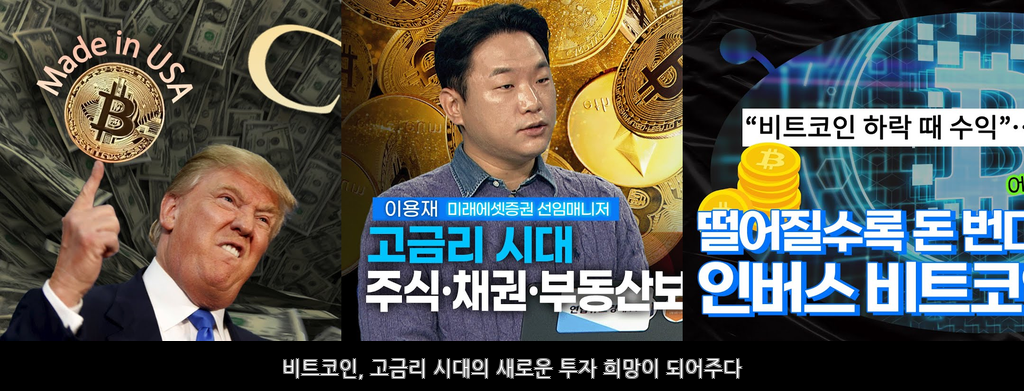 Made in USA
이용재 미래에셋증권 선임매니저
고금리 시대
주식·채권·부동산보
“비트코인 하락 때 수익”…
어
떨어질수록 돈 번다
인버스 비트코인
비트코인, 고금리 시대의 새로운 투자 희망이 되어주다